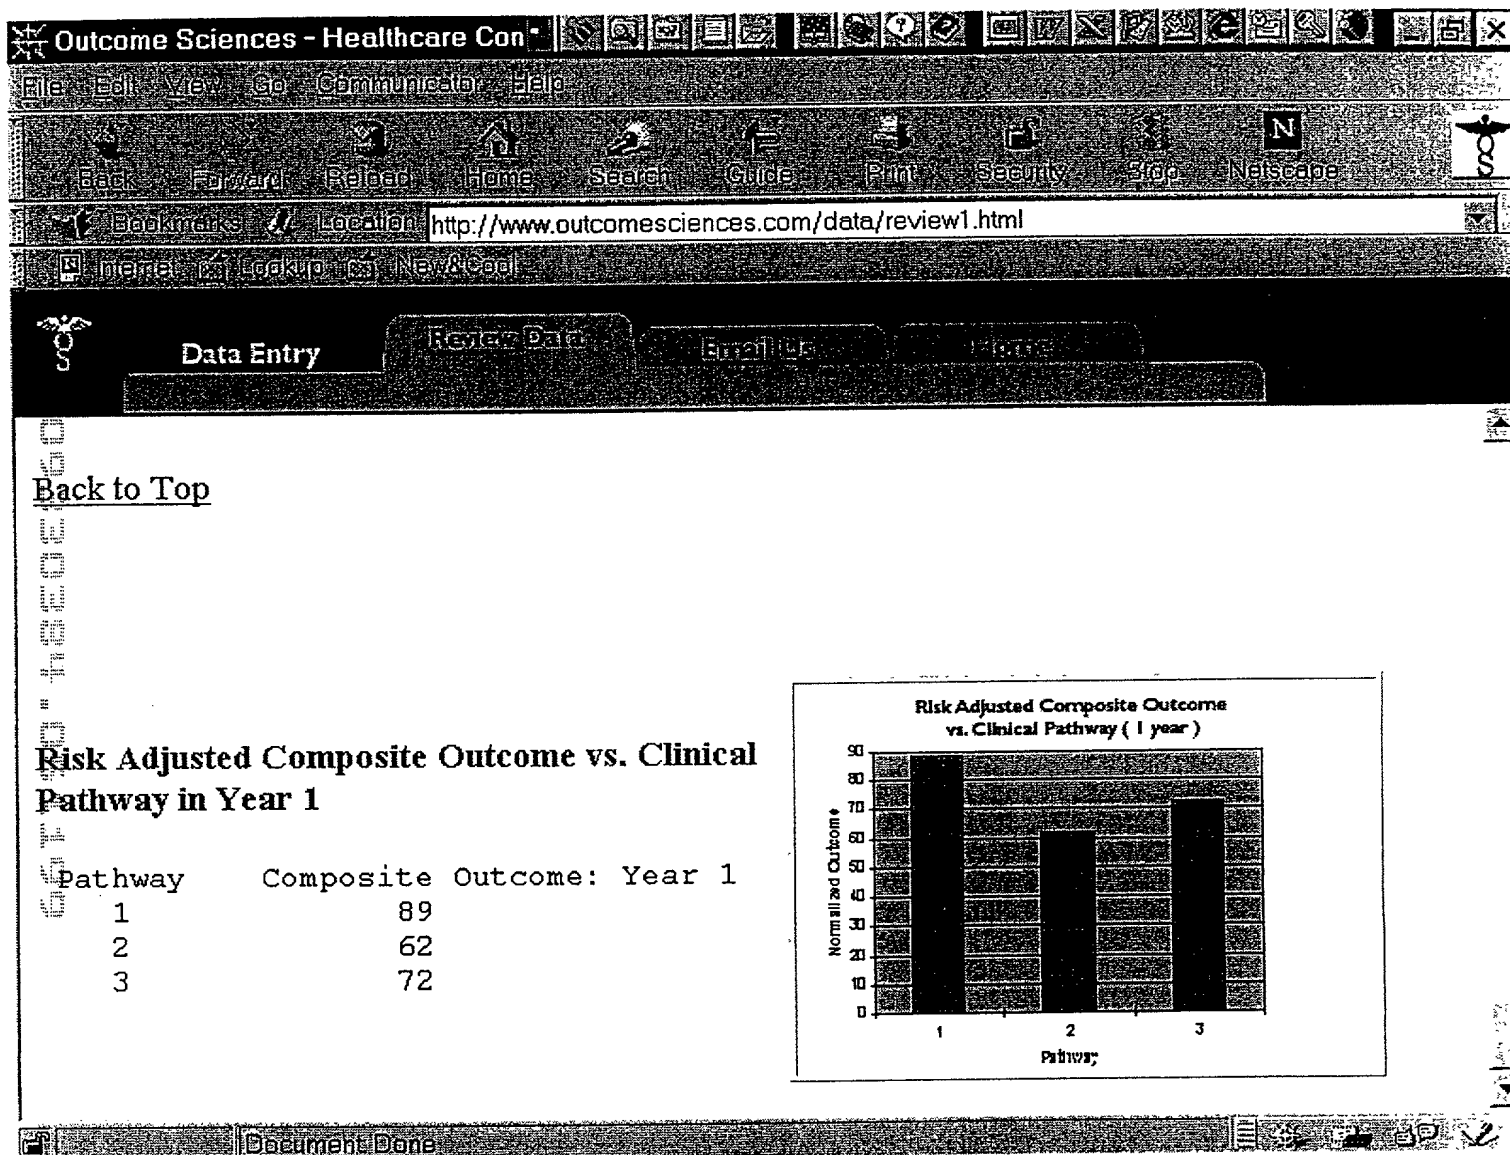 Outcome Sciences - Healthcare Con
File Edit View Go Communicator Help
N
Back Forward Reload Home Search Guide Print Security Stop Netscape
Bookmarks Location http://www.outcomesciences.com/data/review1.html
Internet Lookup New&Cool
O
S
Data Entry Review Data Email Us Home
Back to Top
Risk Adjusted Composite Outcome vs. Clinical
Pathway in Year 1
Pathway Composite Outcome: Year 1
1 89
2 62
3 72
Risk Adjusted Composite Outcome
vs. Clinical Pathway ( 1 year )
Normalized Outcome
90
80
70
60
50
40
30
20
10
0
1 2 3
Pathway
Document Done